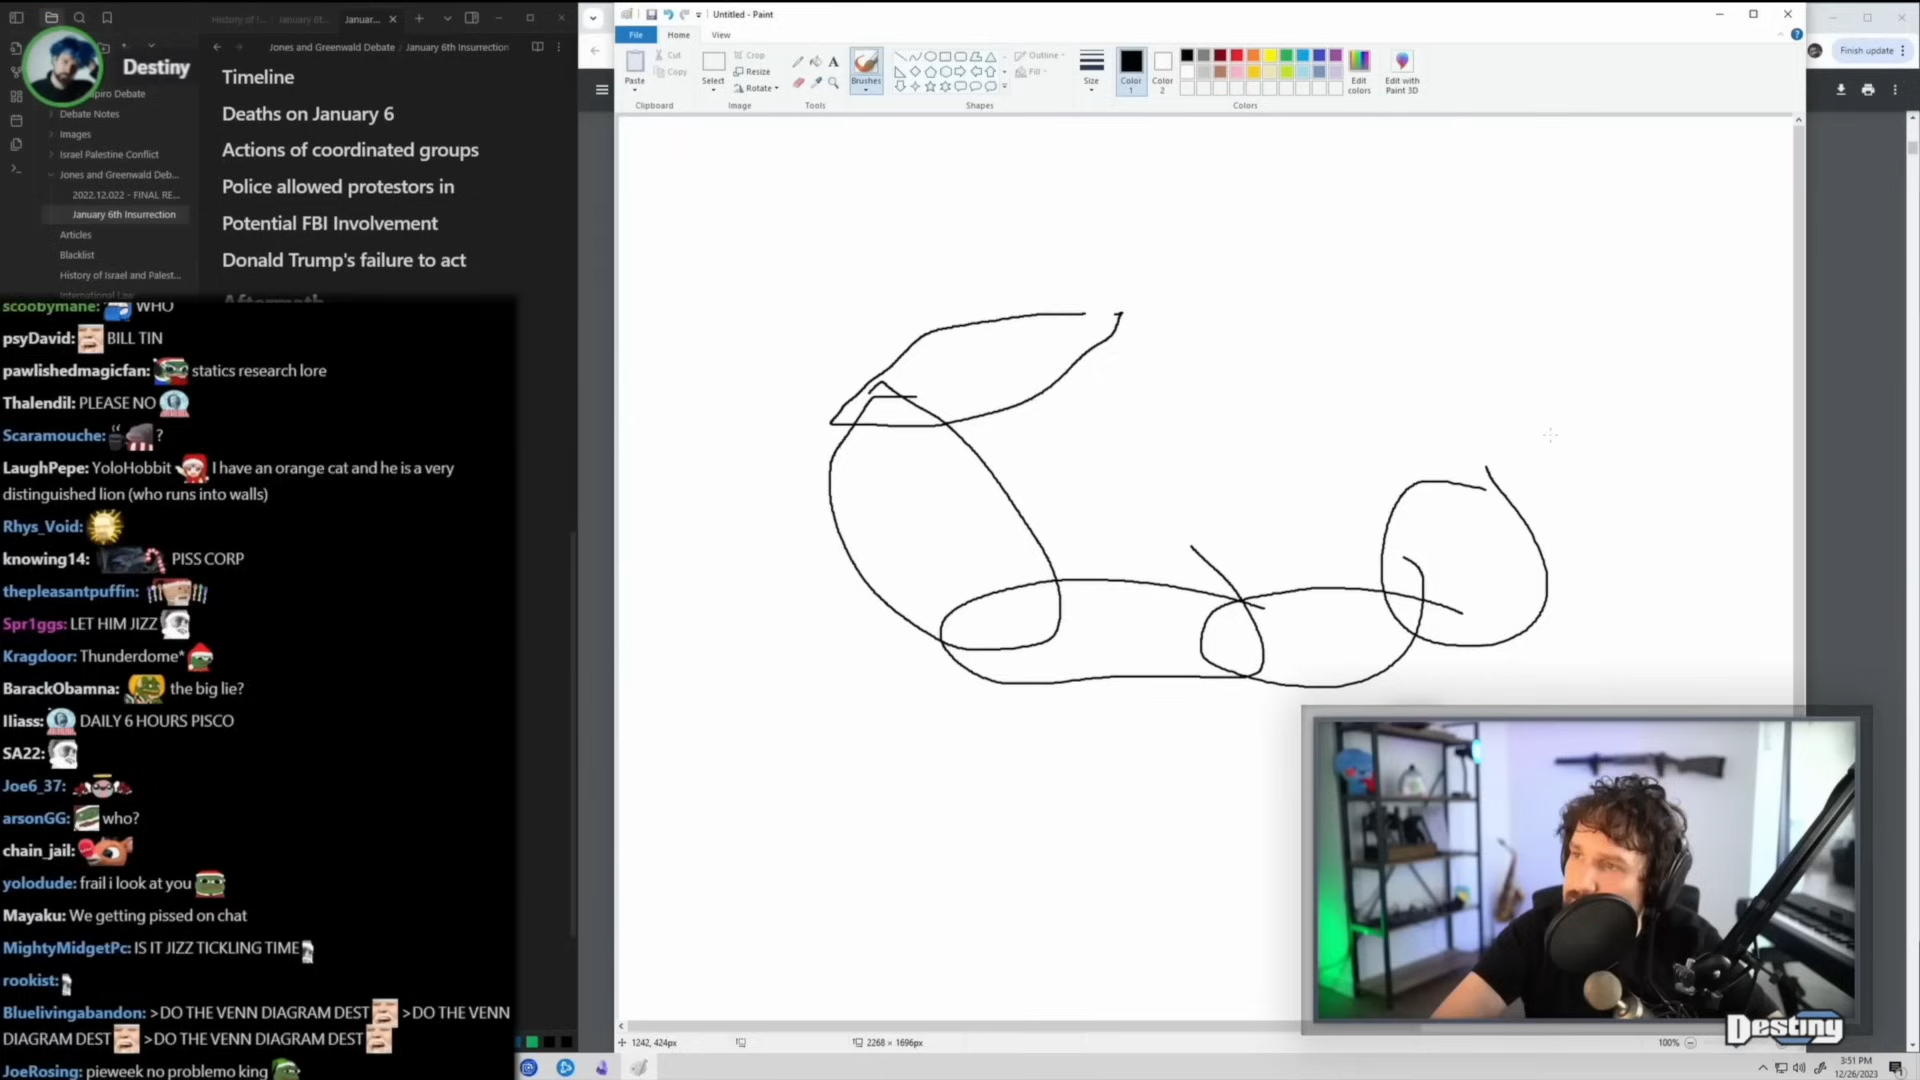 History of I...
January 6t...
Januar...
Untitled - Paint
File
Home
View
Jones and Greenwald Debate / January 6th Insurrection
Finish update
Destiny
Cut
Copy
Paste
Crop
Resize
Rotate
Select
Brushes
Outline
Fill
Size
Color 1
Color 2
Edit colors
Edit with Paint 3D
Clipboard
Image
Tools
Shapes
Colors
Debate
Debate Notes
Images
Israel Palestine Conflict
Jones and Greenwald Deb...
2022.12.022 - FINAL RE...
January 6th Insurrection
Articles
Blacklist
History of Israel and Palest...
International Law
Timeline
Deaths on January 6
Actions of coordinated groups
Police allowed protestors in
Potential FBI Involvement
Donald Trump's failure to act
Aftermath
scoobymane: WHO
psyDavid: BILL TIN
pawlishedmagicfan: statics research lore
Thalendil: PLEASE NO
Scaramouche: ?
LaughPepe: YoloHobbit I have an orange cat and he is a very
distinguished lion (who runs into walls)
Rhys_Void:
knowing14: PISS CORP
thepleasantpuffin:
Spr1ggs: LET HIM JIZZ
Kragdoor: Thunderdome*
BarackObamna: the big lie?
Iliass: DAILY 6 HOURS PISCO
SA22:
Joe6_37:
arsonGG: who?
chain_jail:
yolodude: frail i look at you
Mayaku: We getting pissed on chat
MightyMidgetPc: IS IT JIZZ TICKLING TIME
rookist:
Bluelivingabandon: >DO THE VENN DIAGRAM DEST >DO THE VENN
DIAGRAM DEST >DO THE VENN DIAGRAM DEST
JoeRosing: pieweek no problemo king
Destiny
1242, 424px
2268 × 1696px
100%
3:51 PM
12/26/2023